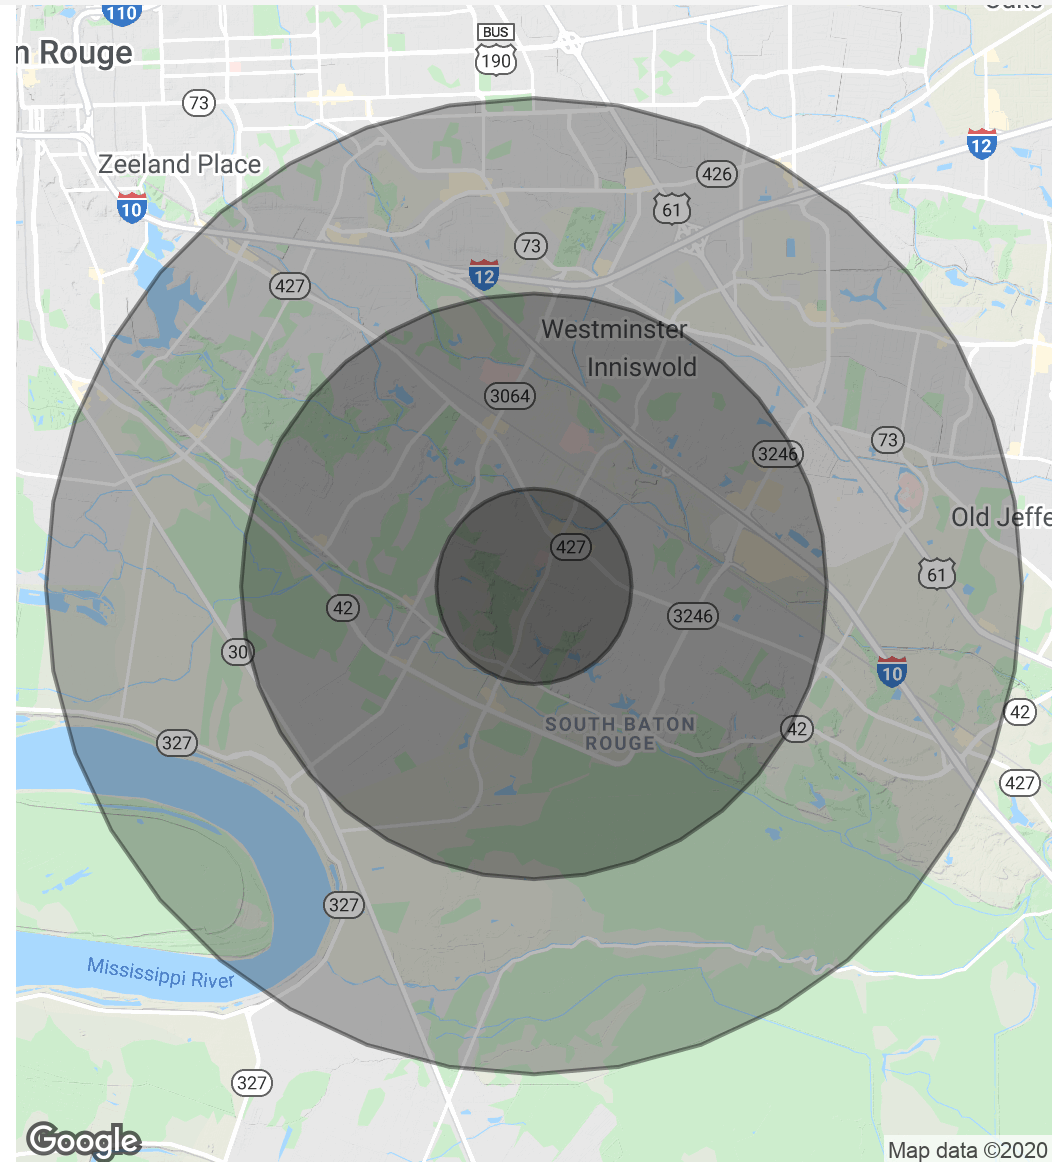 110
BUS
190
n Rouge
73
12
Zeeland Place
426
10
61
73
12
427
Westminster
Inniswold
3064
73
3246
Old Jeffe
427
61
42
3246
30
10
42
SOUTH BATON
ROUGE
42
327
427
327
Mississippi River
327
Google
Map data ©2020